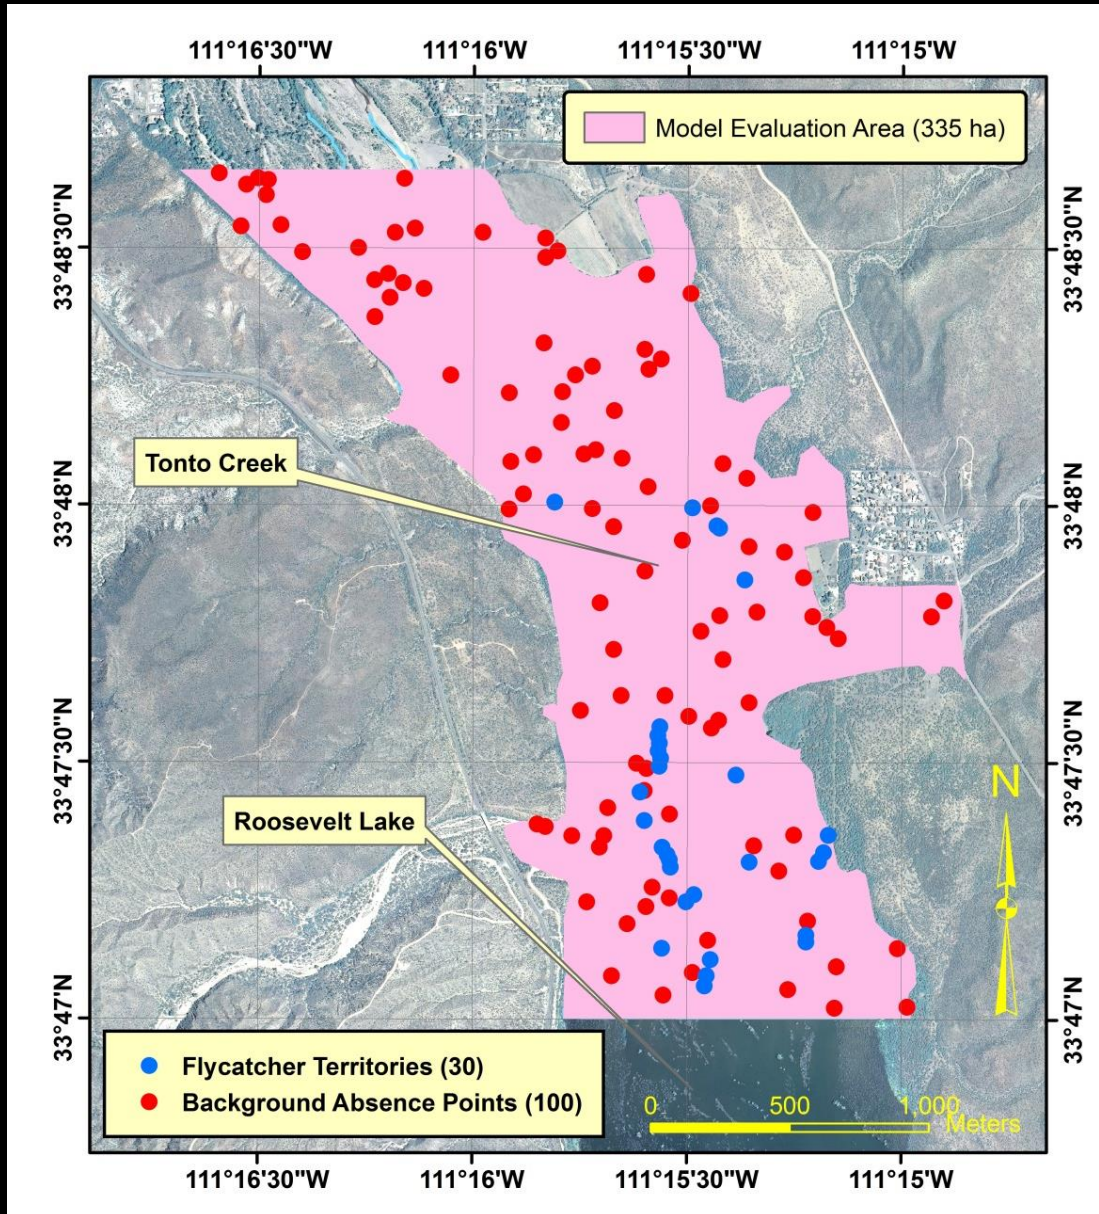 111°16'30"W
111°16'W
111°15'30"W
111°15'W
Model Evaluation Area (335 ha)
33°48'30"N
33°48'30"N
Tonto Creek
33°48'N
33°48'N
33°47'30"N
33°47'30"N
N
Roosevelt Lake
33°47'N
33°47'N
Flycatcher Territories (30)
Background Absence Points (100)
0 500 1,000
Meters
111°16'30"W
111°16'W
111°15'30"W
111°15'W